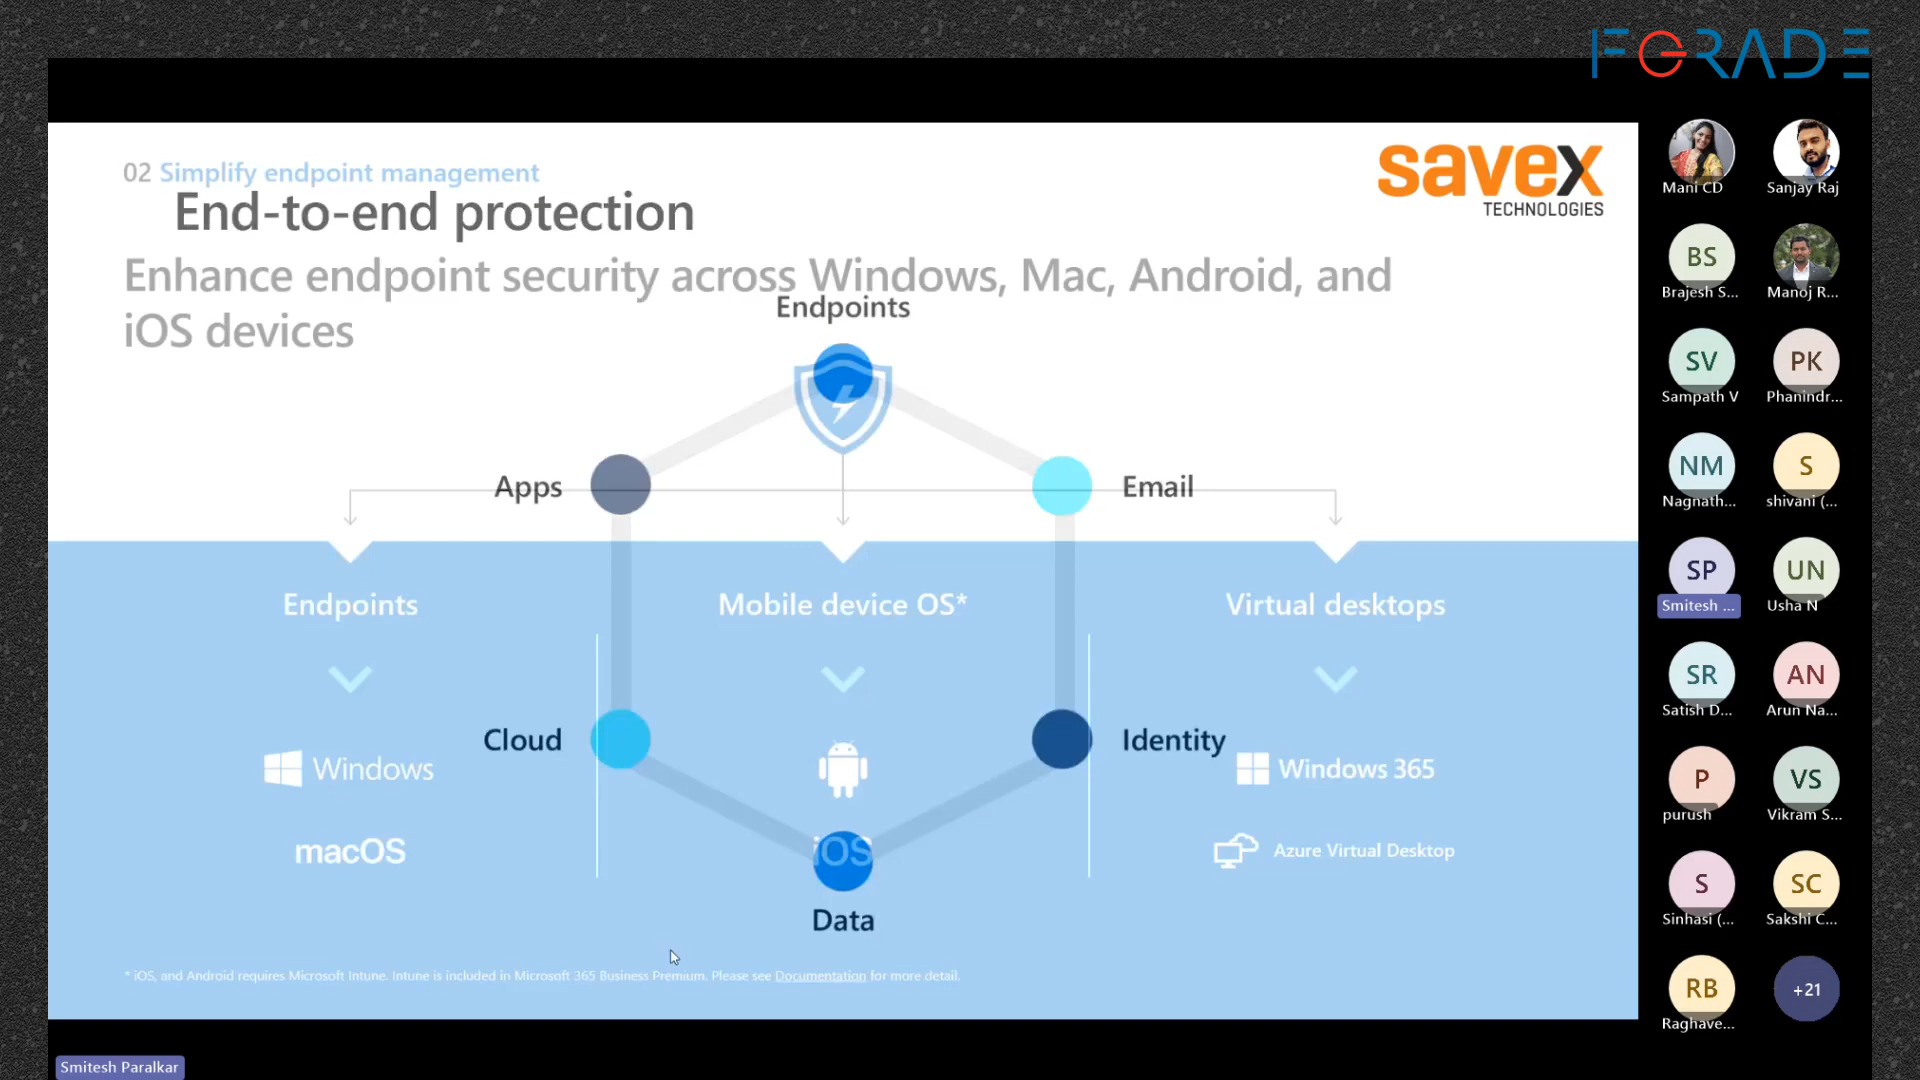 FGRADE
02 Simplify endpoint management
End-to-end protection
savex
TECHNOLOGIES
Enhance endpoint security across Windows, Mac, Android, and
iOS devices
Endpoints
Apps
Email
Endpoints
Mobile device OS*
Virtual desktops
Cloud
Identity
Windows
Windows 365
macOS
iOS
Azure Virtual Desktop
Data
* iOS, and Android requires Microsoft Intune. Intune is included in Microsoft 365 Business Premium. Please see Documentation for more detail.
Mani CD
Sanjay Raj
BS
Brajesh S...
Manoj R...
SV
Sampath V
PK
Phanindr...
NM
Nagnath...
S
shivani (...
SP
Smitesh ...
UN
Usha N
SR
Satish D...
AN
Arun Na...
P
purush
VS
Vikram S...
S
Sinhasi (...
SC
Sakshi C...
RB
Raghave...
+21
Smitesh Paralkar